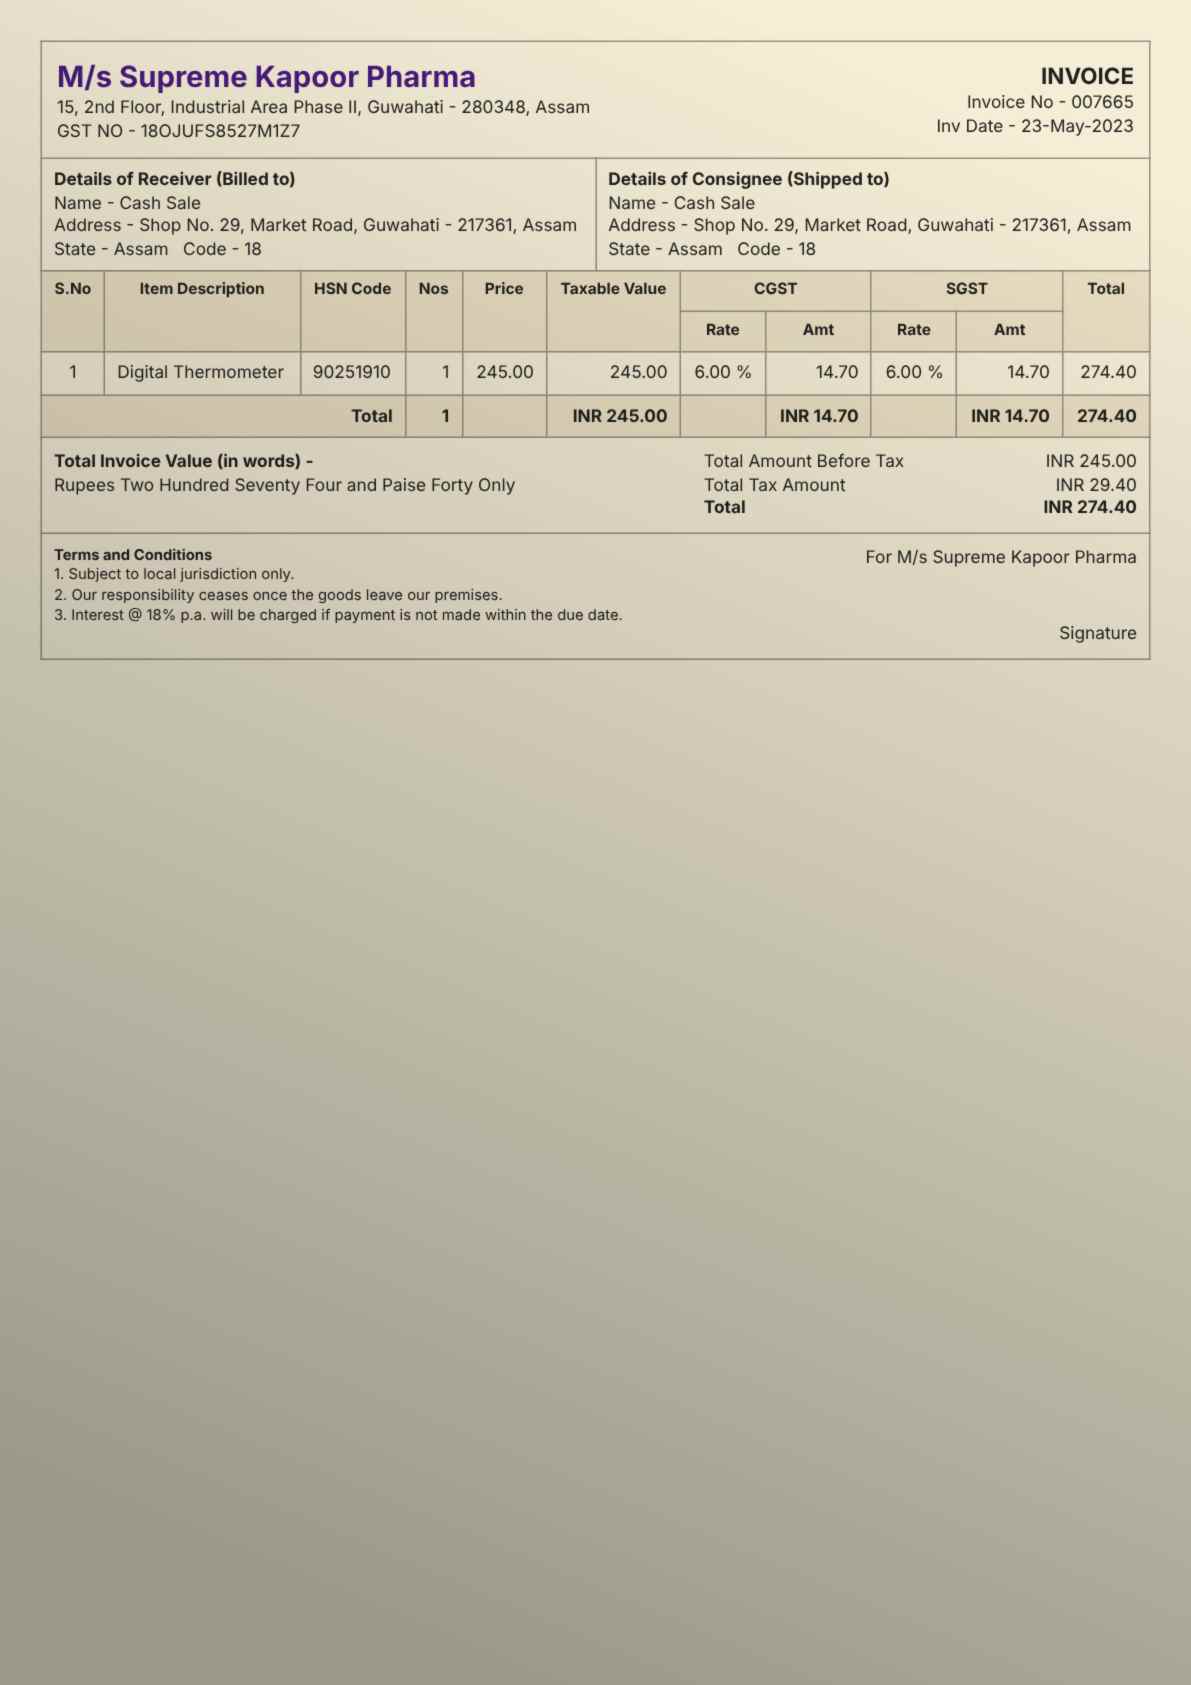 M/s Supreme Kapoor Pharma
15, 2nd Floor, Industrial Area Phase II, Guwahati - 280348, Assam
GST NO - 18OJUFS8527M1Z7
INVOICE
Invoice No - 007665
Inv Date - 23-May-2023
Details of Receiver (Billed to)
Name - Cash Sale
Address - Shop No. 29, Market Road, Guwahati - 217361, Assam
State - Assam Code - 18
Details of Consignee (Shipped to)
Name - Cash Sale
Address - Shop No. 29, Market Road, Guwahati - 217361, Assam
State - Assam Code - 18
S.No Item Description HSN Code Nos Price Taxable Value CGST SGST Total
Rate Amt Rate Amt
1 Digital Thermometer 90251910 1 245.00 245.00 6.00 % 14.70 6.00 % 14.70 274.40
Total 1 INR 245.00 INR 14.70 INR 14.70 274.40
Total Invoice Value (in words) -
Rupees Two Hundred Seventy Four and Paise Forty Only
Total Amount Before Tax INR 245.00
Total Tax Amount INR 29.40
Total INR 274.40
Terms and Conditions
1. Subject to local jurisdiction only.
2. Our responsibility ceases once the goods leave our premises.
3. Interest @ 18% p.a. will be charged if payment is not made within the due date.
For M/s Supreme Kapoor Pharma
Signature